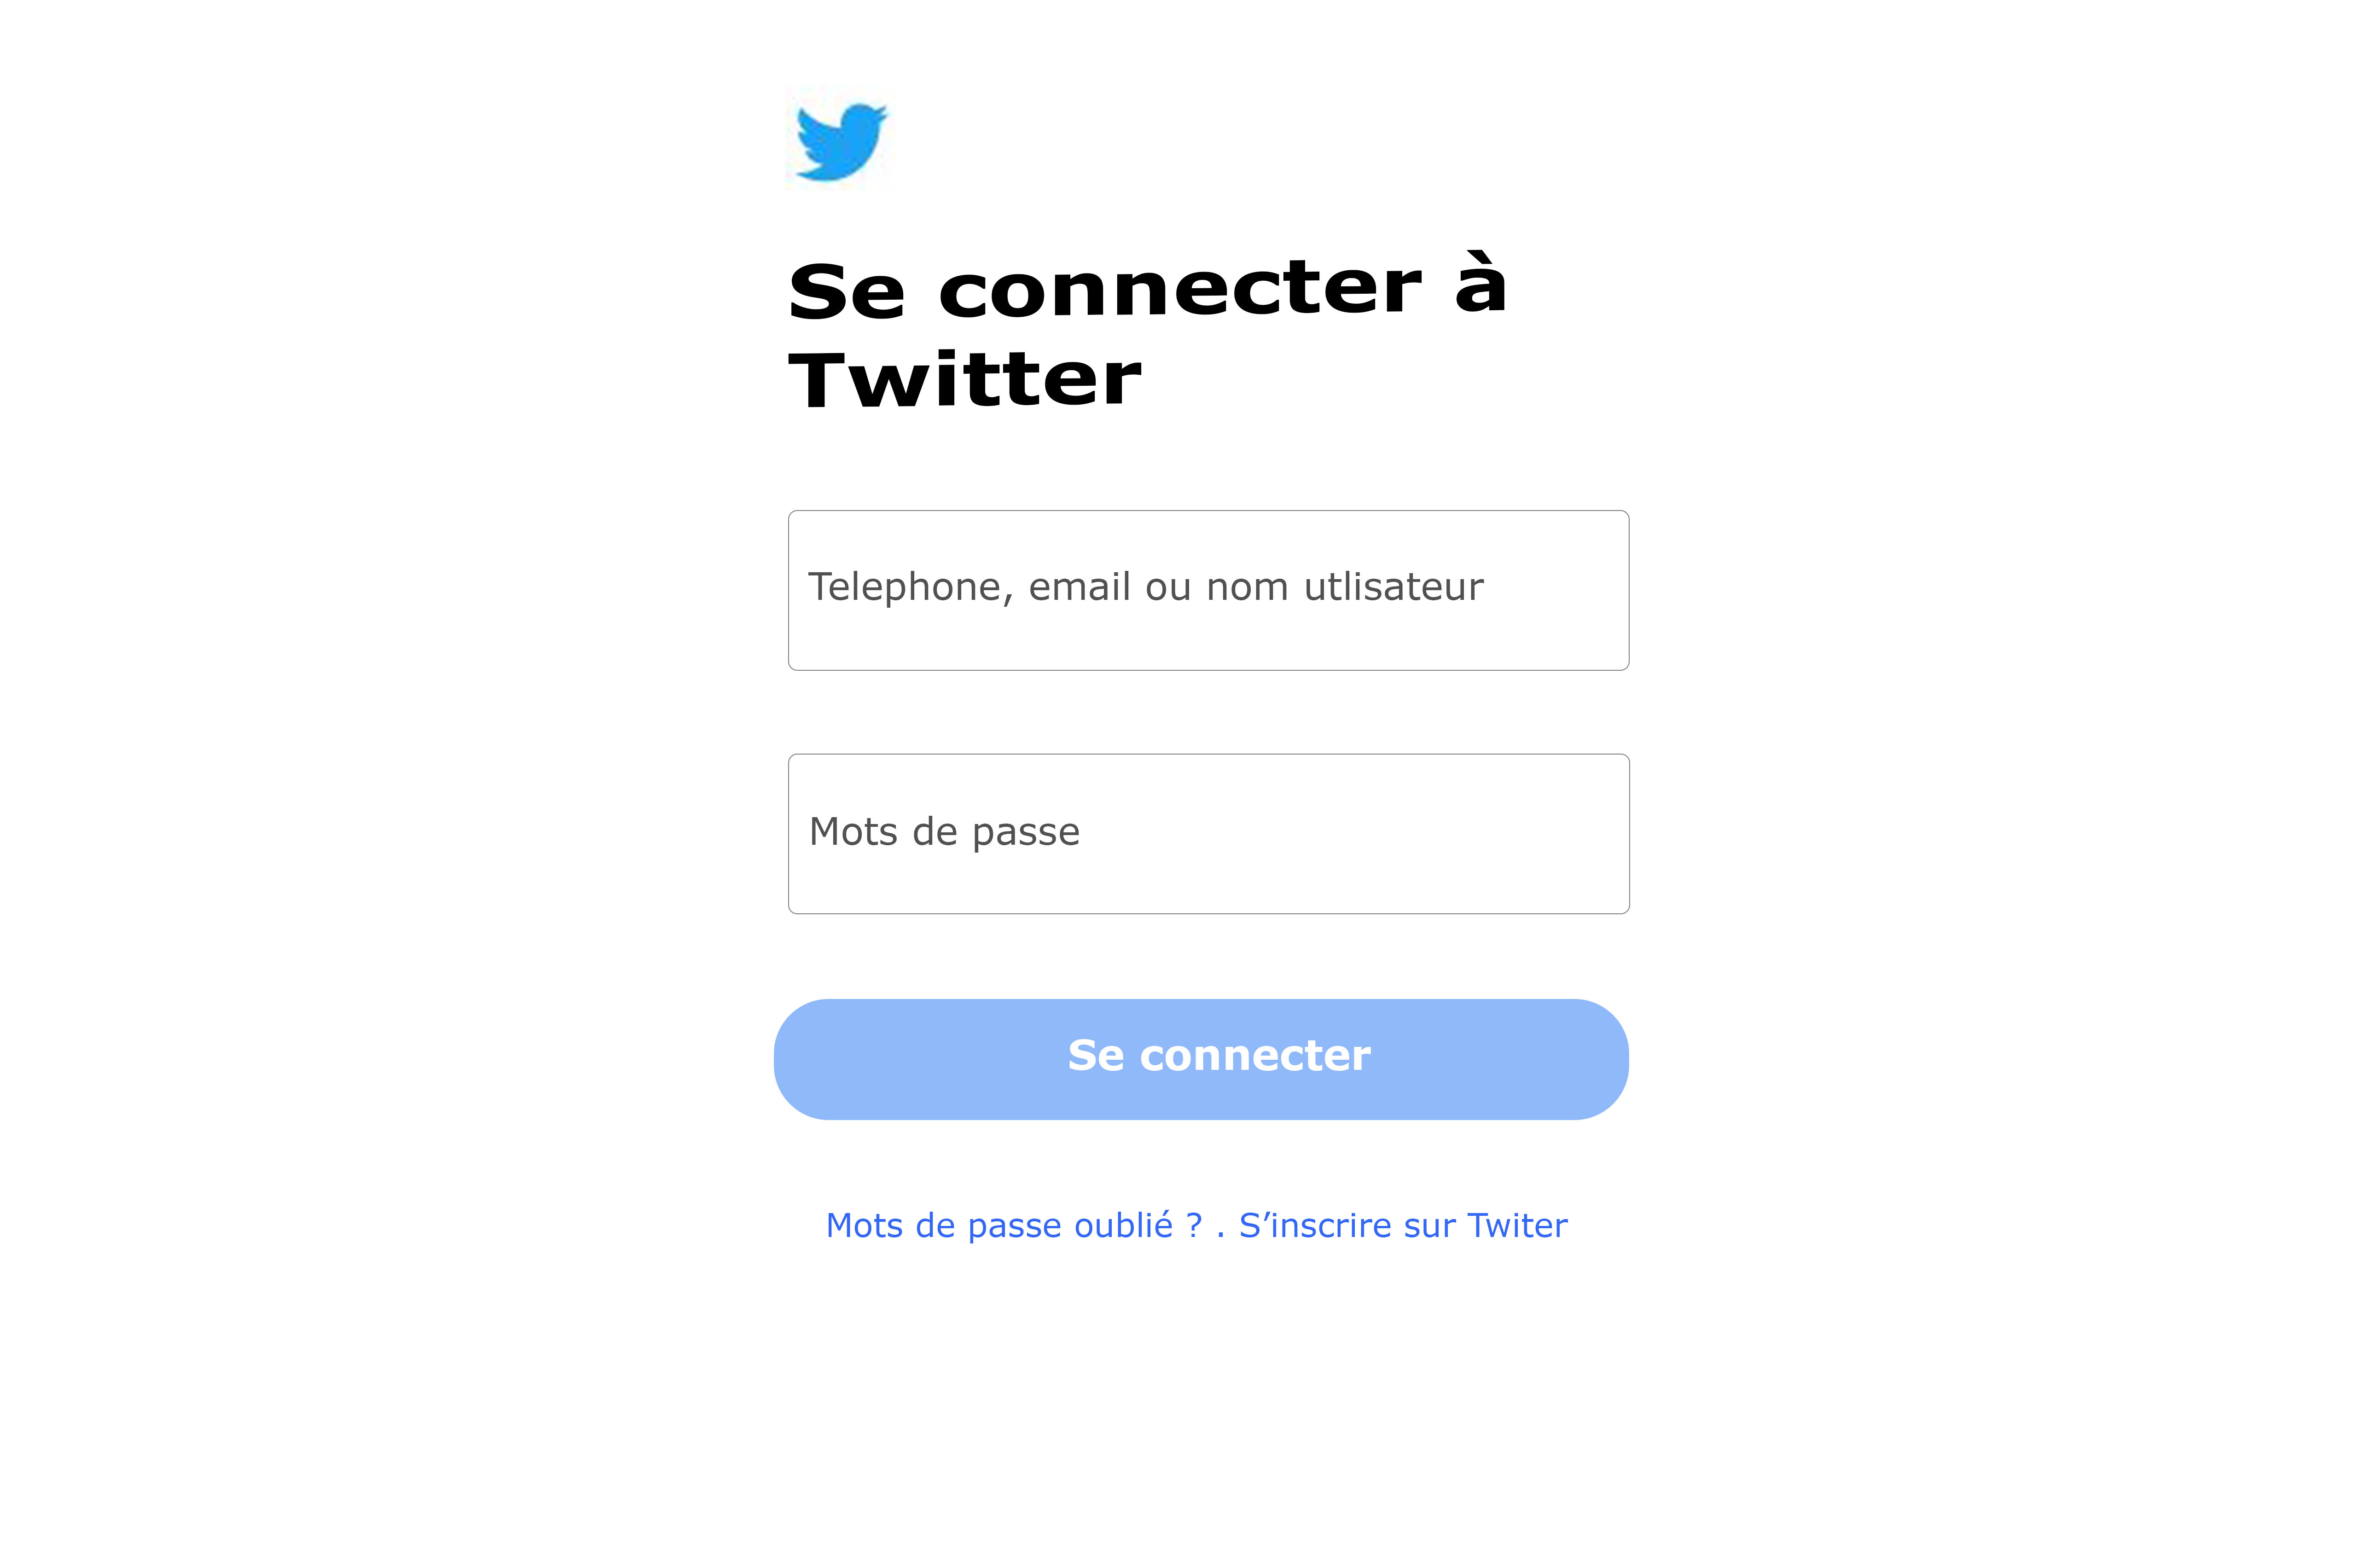 Se connecter à
Twitter
Telephone, email ou nom utlisateur
Mots de passe
Se connecter
Mots de passe oublié ? . S’inscrire sur Twiter